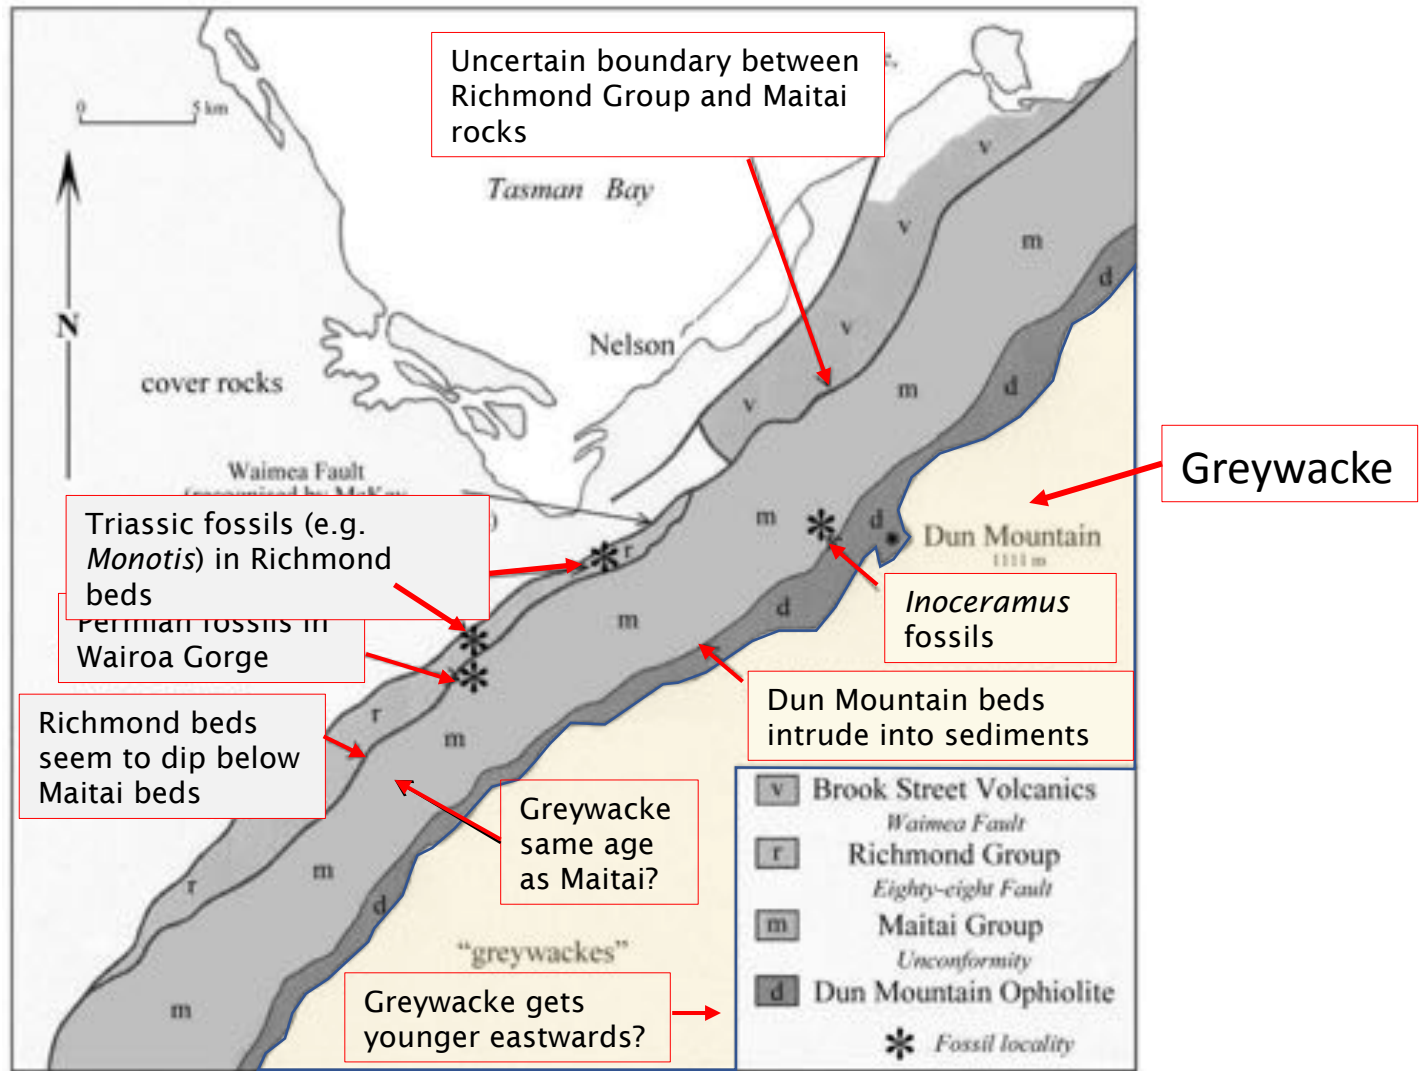 Uncertain boundary between
Richmond Group and Maitai
rocks
0
5 km
Tasman Bay
N
Nelson
cover rocks
Waimea Fault
(recognised by McKay
)
Triassic fossils (e.g.
Monotis) in Richmond
beds
Permian fossils in
Wairoa Gorge
Richmond beds
seem to dip below
Maitai beds
Greywacke
Dun Mountain
1111 m
Inoceramus
fossils
Dun Mountain beds
intrude into sediments
Greywacke
same age
as Maitai?
"greywackes"
Greywacke gets
younger eastwards?
v
v
v
v
m
d
m
d
m
d
r
m
d
r
m
m
r
d
m
v Brook Street Volcanics
Waimea Fault
r Richmond Group
Eighty-eight Fault
m Maitai Group
Unconformity
d Dun Mountain Ophiolite
Fossil locality